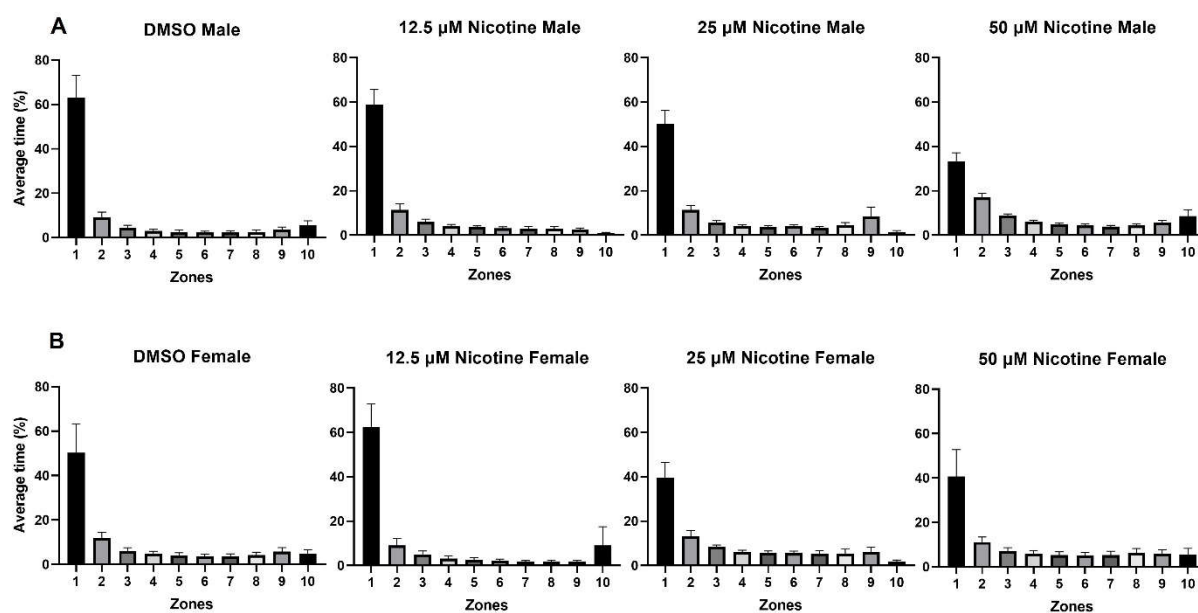 A
DMSO Male
12.5 µM Nicotine Male
25 µM Nicotine Male
50 µM Nicotine Male
Average time (%)
80
60
40
20
0
1 2 3 4 5 6 7 8 9 10
Zones
80
60
40
20
0
1 2 3 4 5 6 7 8 9 10
Zones
80
60
40
20
0
1 2 3 4 5 6 7 8 9 10
Zones
80
60
40
20
0
1 2 3 4 5 6 7 8 9 10
Zones
B
DMSO Female
12.5 µM Nicotine Female
25 µM Nicotine Female
50 µM Nicotine Female
Average time (%)
80
60
40
20
0
1 2 3 4 5 6 7 8 9 10
Zones
80
60
40
20
0
1 2 3 4 5 6 7 8 9 10
Zones
80
60
40
20
0
1 2 3 4 5 6 7 8 9 10
Zones
80
60
40
20
0
1 2 3 4 5 6 7 8 9 10
Zones